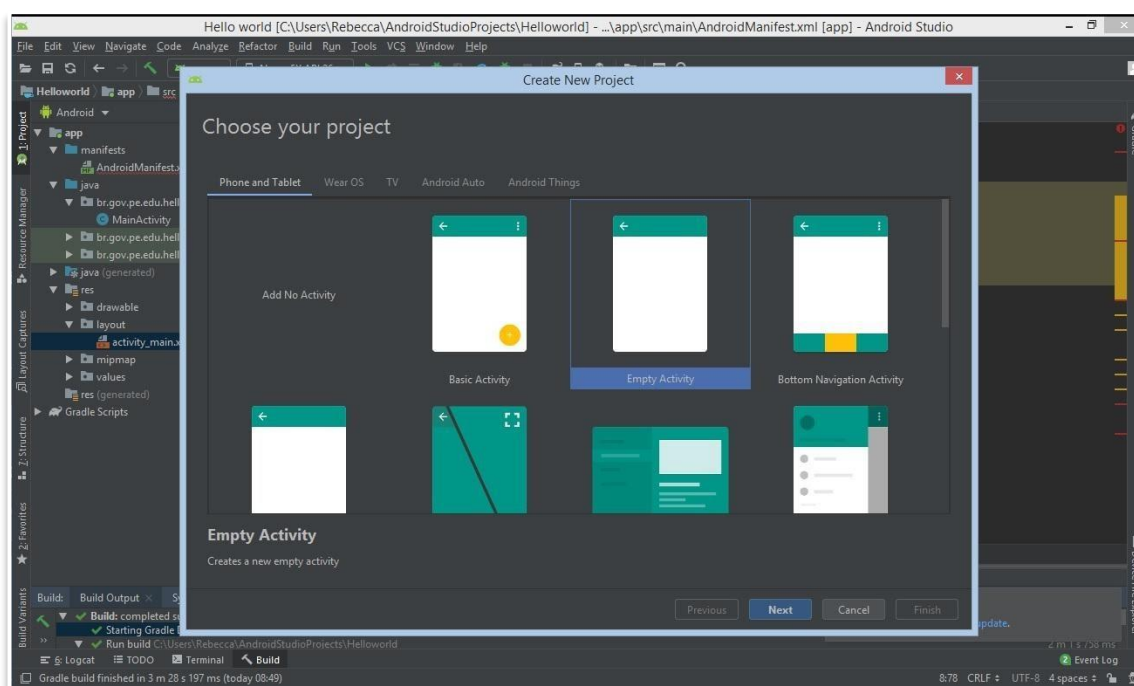 Hello world [C:\Users\Rebecca\AndroidStudioProjects\Helloworld] - ...\app\src\main\AndroidManifest.xml [app] - Android Studio
File Edit View Navigate Code Analyze Refactor Build Run Tools VCS Window Help
Helloworld app src
Create New Project
Choose your project
Phone and Tablet Wear OS TV Android Auto Android Things
Add No Activity
Basic Activity
Empty Activity
Bottom Navigation Activity
Empty Activity
Creates a new empty activity
Previous Next Cancel Finish
1: Project
Resource Manager
Layout Captures
7: Structure
2: Favorites
Build Variants
Android
app
manifests
AndroidManifest.x
java
br.gov.pe.edu.hell
MainActivity
br.gov.pe.edu.hell
br.gov.pe.edu.hell
java (generated)
res
drawable
layout
activity_main.x
mipmap
values
res (generated)
Gradle Scripts
Build: Build Output
Build: completed su
Starting Gradle
Run build C:\Users\Rebecca\AndroidStudioProjects\Helloworld
update.
6: Logcat TODO Terminal Build
Event Log
Gradle build finished in 3 m 28 s 197 ms (today 08:49)
8:78 CRLF UTF-8 4 spaces